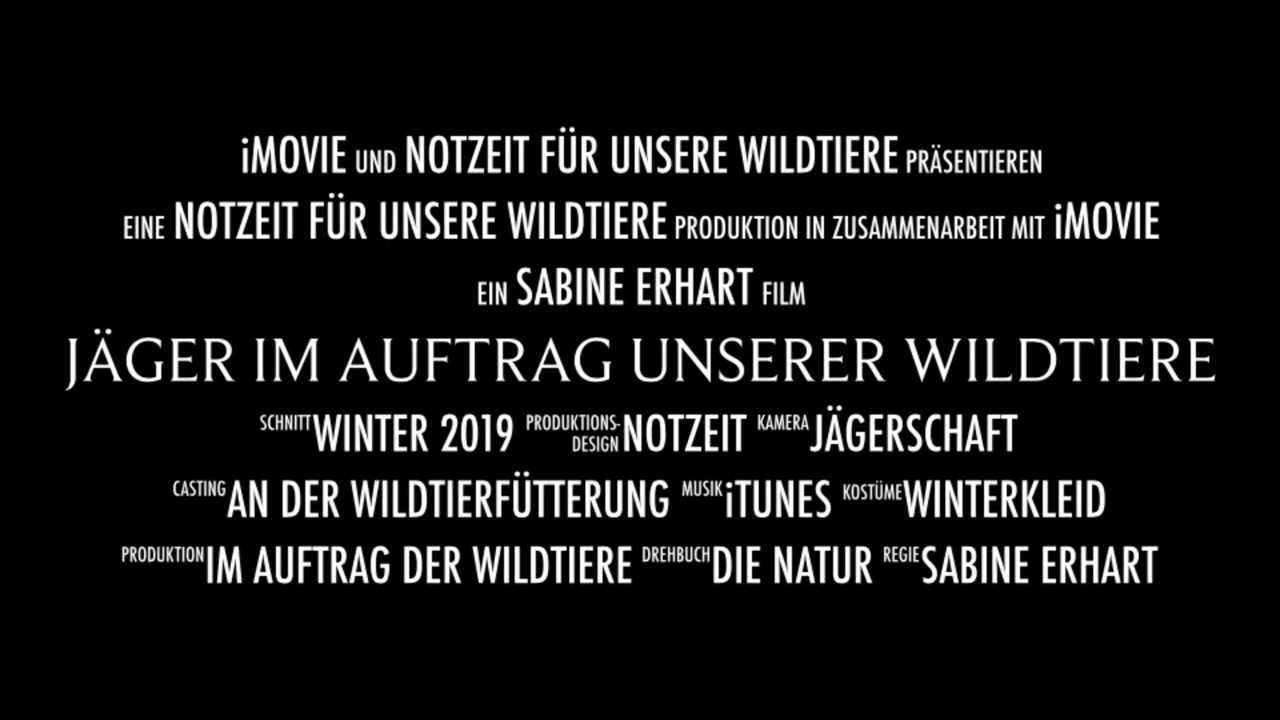 iMOVIE UND NOTZEIT FÜR UNSERE WILDTIERE PRÄSENTIEREN
EINE NOTZEIT FÜR UNSERE WILDTIERE PRODUKTION IN ZUSAMMENARBEIT MIT iMOVIE
EIN SABINE ERHART FILM
JÄGER IM AUFTRAG UNSERER WILDTIERE
SCHNITT WINTER 2019 PRODUKTIONS-DESIGN NOTZEIT KAMERA JÄGERSCHAFT
CASTING AN DER WILDTIERFÜTTERUNG MUSIK iTUNES KOSTÜME WINTERKLEID
PRODUKTION IM AUFTRAG DER WILDTIERE DREHBUCH DIE NATUR REGIE SABINE ERHART